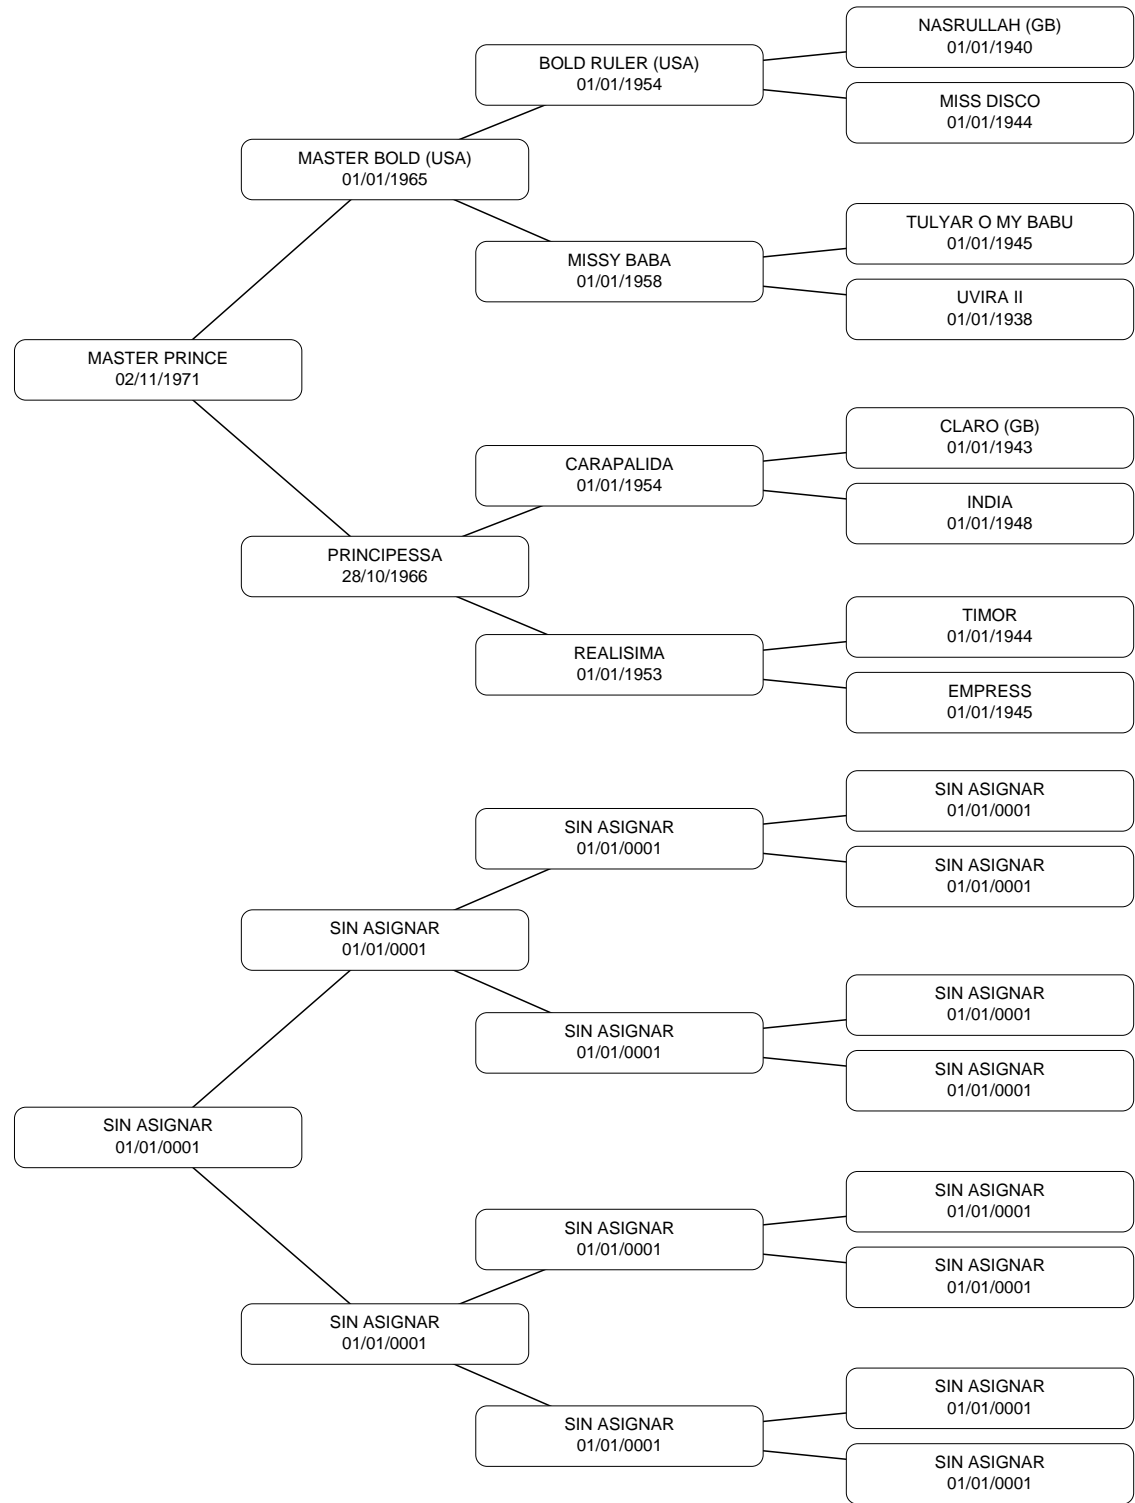 NASRULLAH (GB)
01/01/1940
BOLD RULER (USA)
01/01/1954
MISS DISCO
01/01/1944
MASTER BOLD (USA)
01/01/1965
TULYAR O MY BABU
01/01/1945
MISSY BABA
01/01/1958
UVIRA II
01/01/1938
MASTER PRINCE
02/11/1971
CLARO (GB)
01/01/1943
CARAPALIDA
01/01/1954
INDIA
01/01/1948
PRINCIPESSA
28/10/1966
TIMOR
01/01/1944
REALISIMA
01/01/1953
EMPRESS
01/01/1945
SIN ASIGNAR
01/01/0001
SIN ASIGNAR
01/01/0001
SIN ASIGNAR
01/01/0001
SIN ASIGNAR
01/01/0001
SIN ASIGNAR
01/01/0001
SIN ASIGNAR
01/01/0001
SIN ASIGNAR
01/01/0001
SIN ASIGNAR
01/01/0001
SIN ASIGNAR
01/01/0001
SIN ASIGNAR
01/01/0001
SIN ASIGNAR
01/01/0001
SIN ASIGNAR
01/01/0001
SIN ASIGNAR
01/01/0001
SIN ASIGNAR
01/01/0001
SIN ASIGNAR
01/01/0001